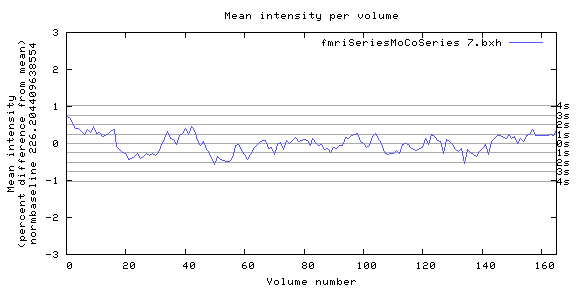 Mean intensity per volume
fmriSeriesMoCoSeries_7.bxh
Mean intensity
(percent difference from mean)
normbaseline 226.204409638554
3
2
1
0
-1
-2
-3
4s
3s
2s
1s
0s
1s
2s
3s
4s
0 20 40 60 80 100 120 140 160
Volume number